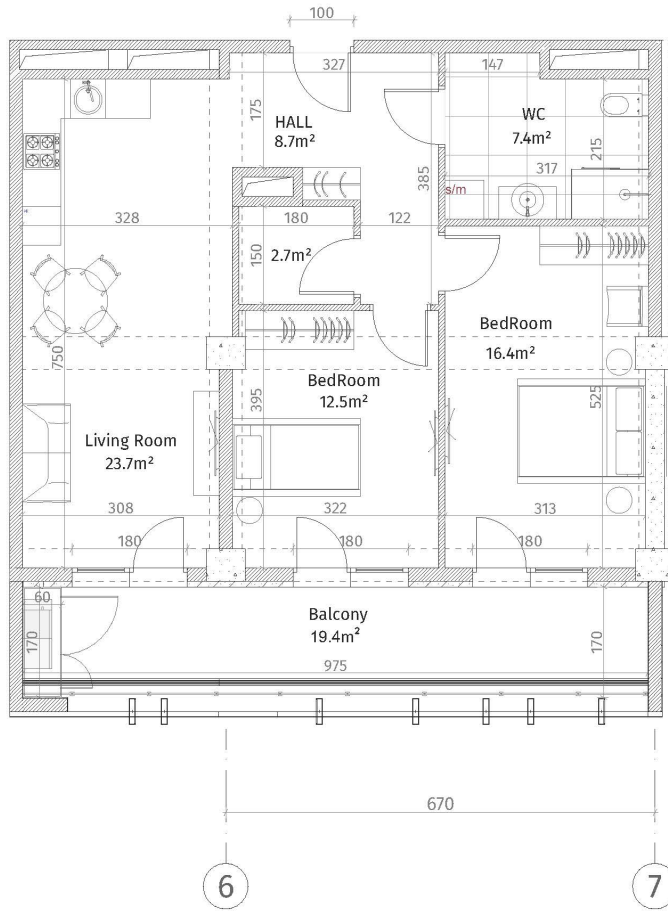 100
327
147
175
HALL
8.7m²
WC
7.4m²
215
317
385
s/m
328
180
122
150
2.7m²
BedRoom
16.4m²
750
BedRoom
12.5m²
395
525
Living Room
23.7m²
308
322
313
180
180
180
60
Balcony
19.4m²
170
170
975
670
6
7